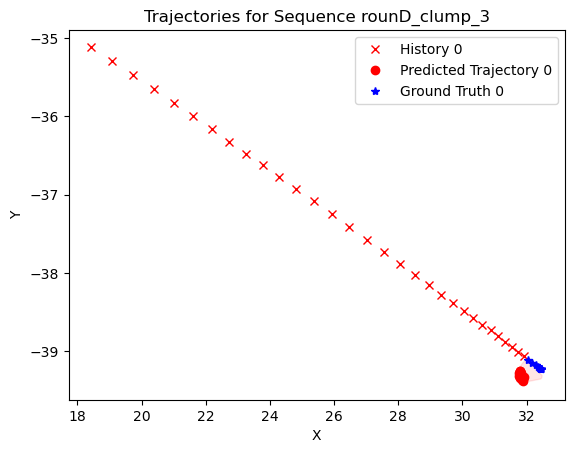 Trajectories for Sequence rounD_clump_3
History 0
Predicted Trajectory 0
Ground Truth 0
−35
−36
−37
−38
−39
Y
18 20 22 24 26 28 30 32
X